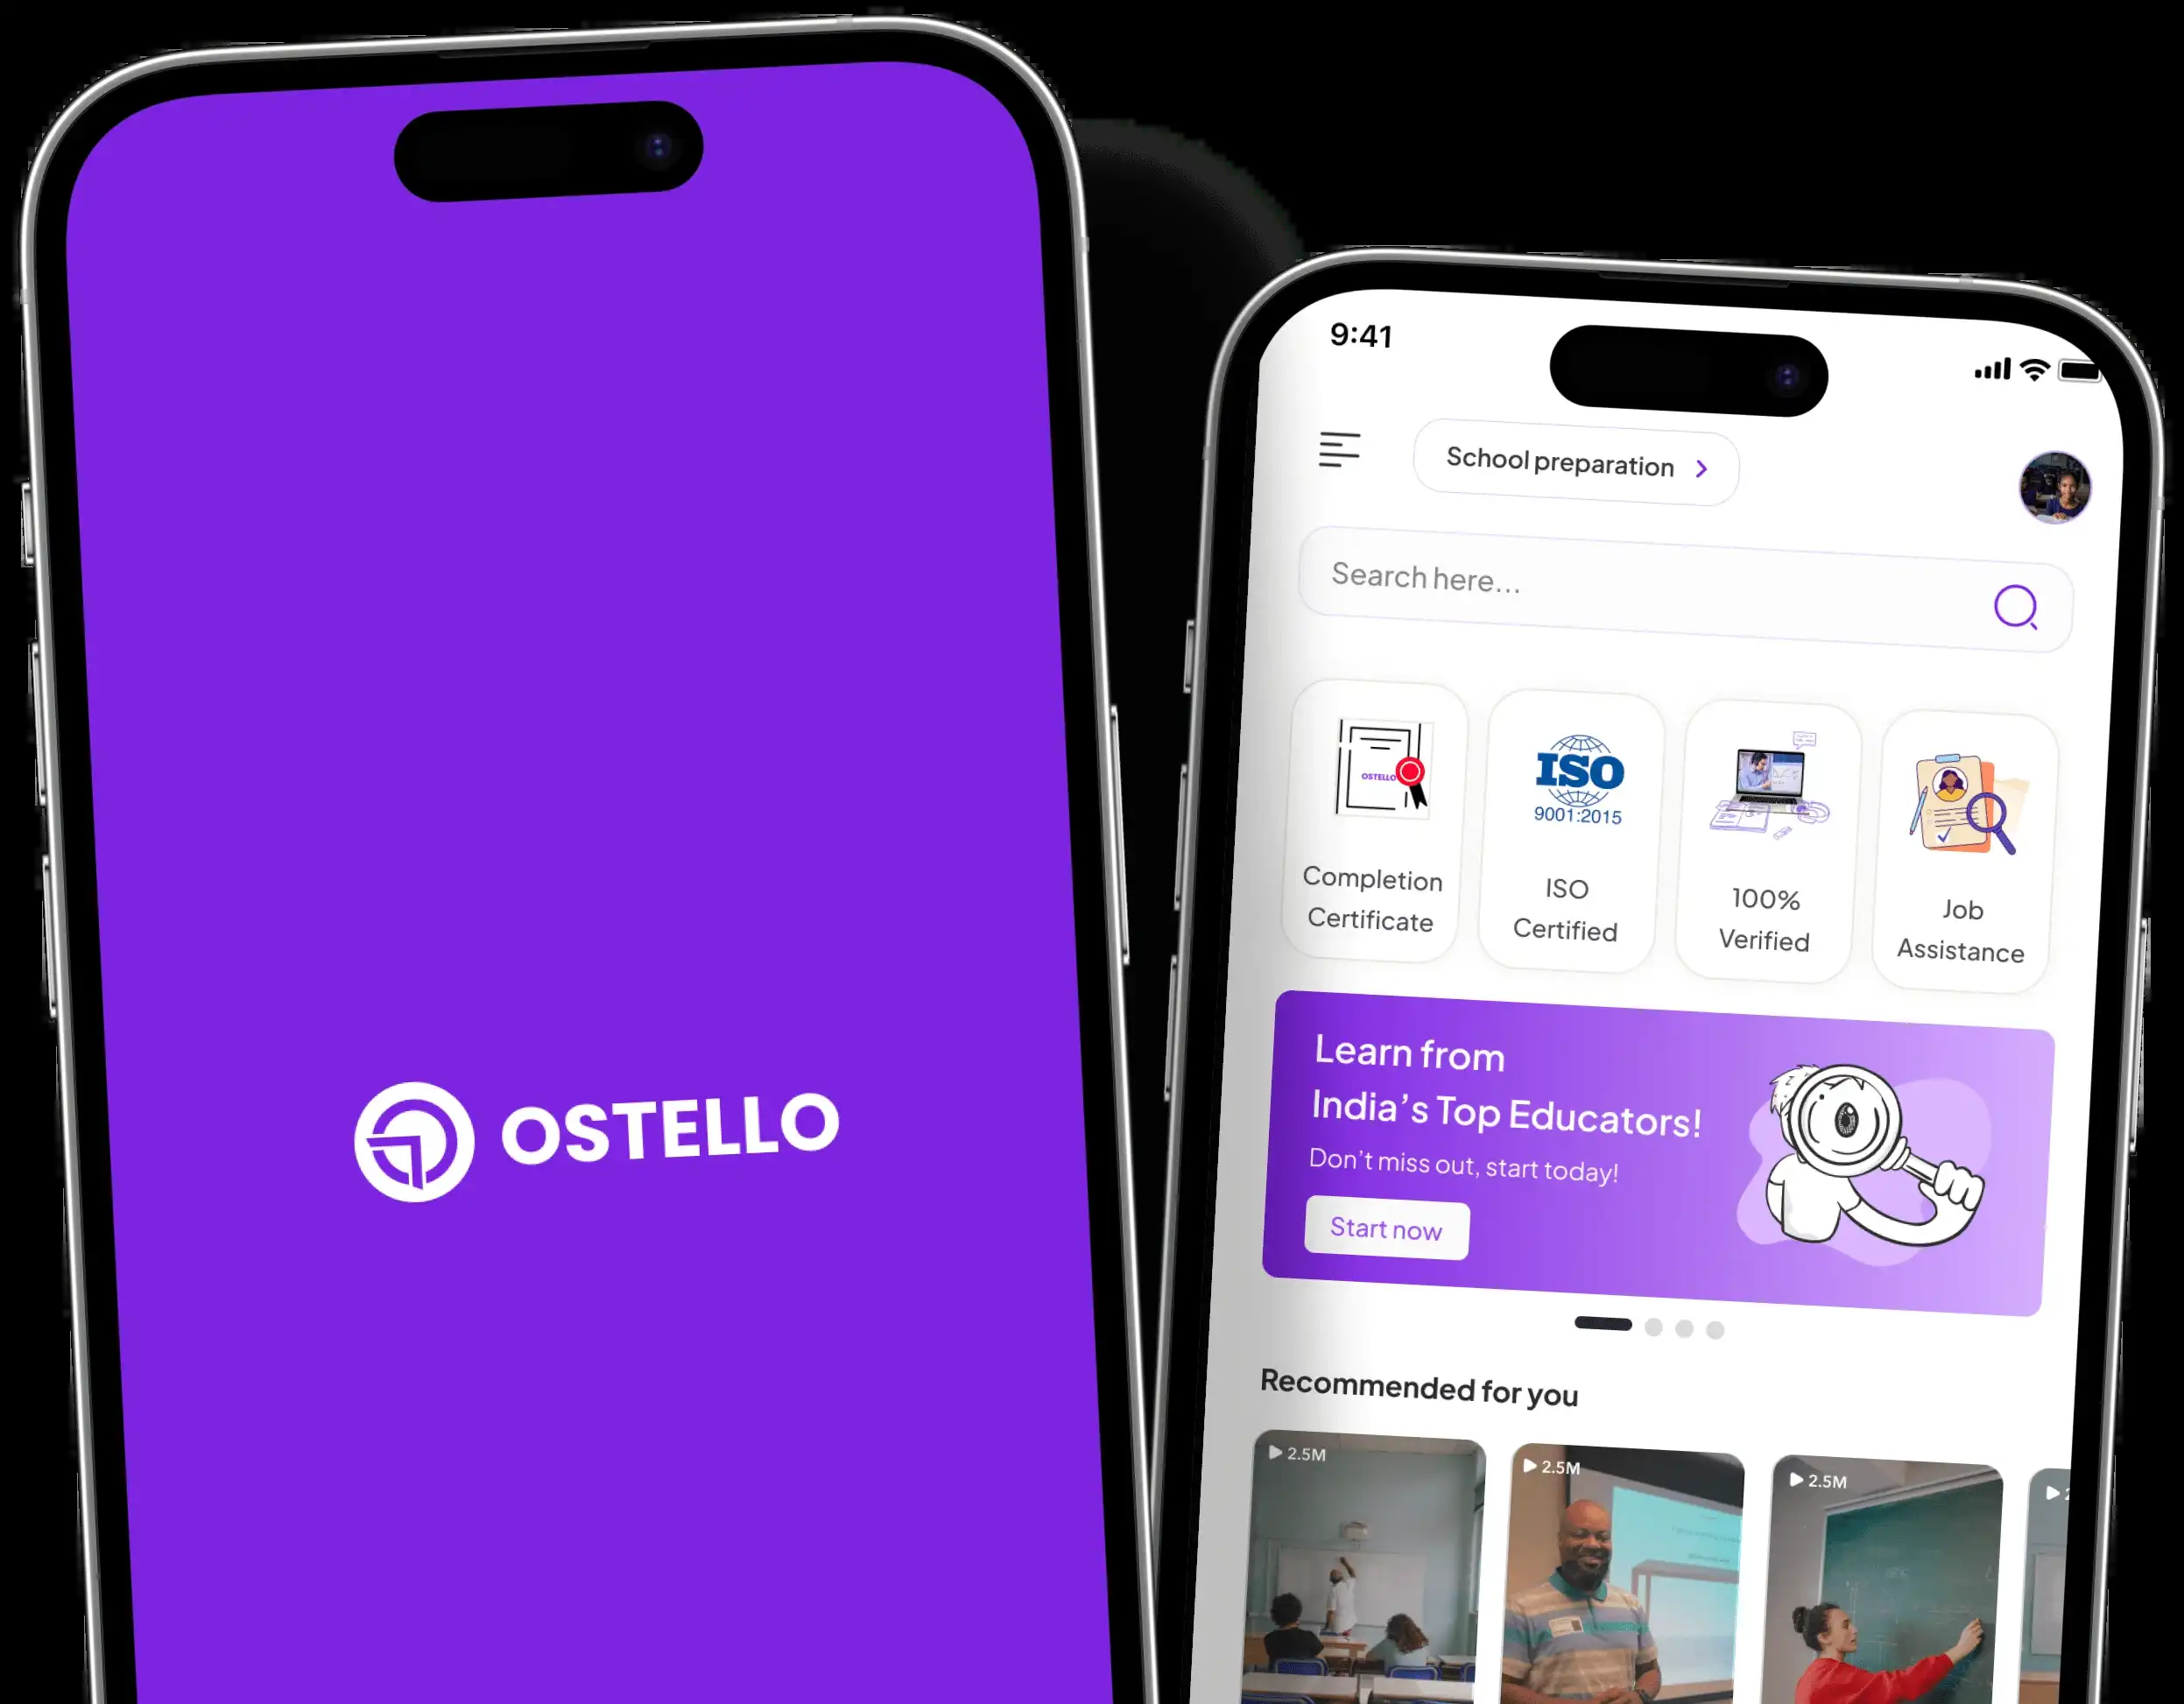 OSTELLO
9:41
School preparation
Search here...
OSTELLO
ISO
9001:2015
Completion
Certificate
ISO
Certified
100%
Verified
Job
Assistance
Learn from
India's Top Educators!
Don't miss out, start today!
Start now
Recommended for you
2.5M
2.5M
2.5M